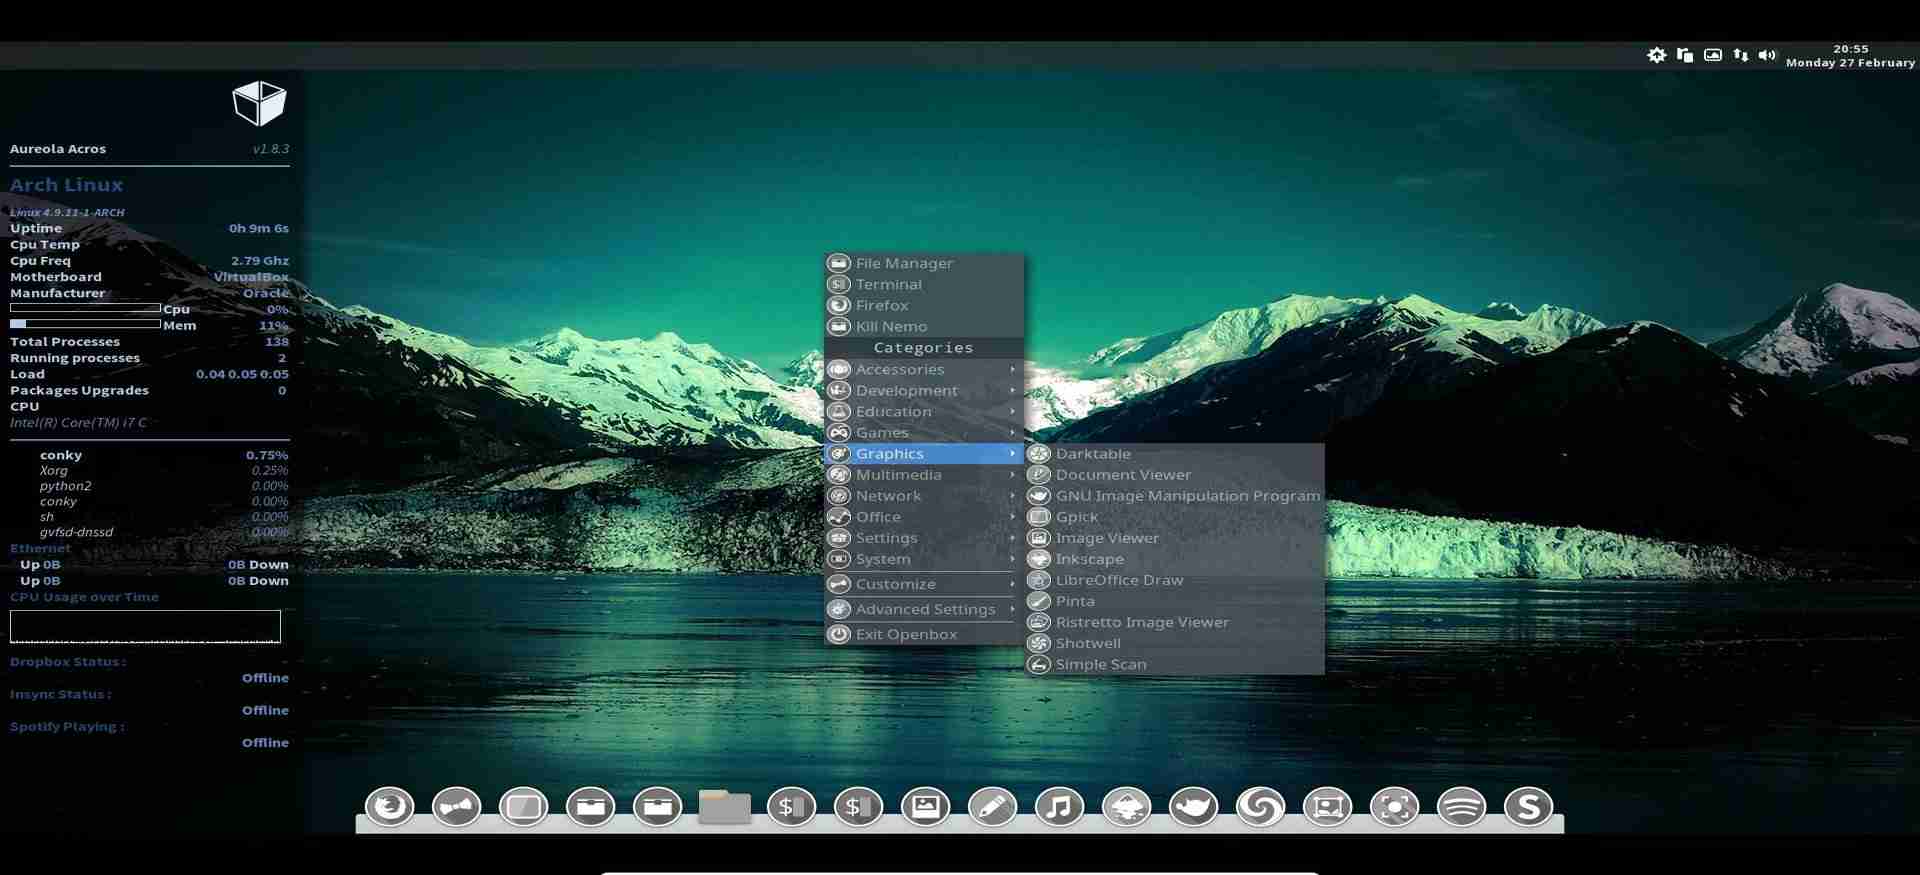 20:55
Monday 27 February
Aureola Acros v1.8.3
Arch Linux
Linux 4.9.11-1-ARCH
Uptime 0h 9m 6s
Cpu Temp
Cpu Freq 2.79 Ghz
Motherboard VirtualBox
Manufacturer Oracle
Cpu 0%
Mem 11%
Total Processes 138
Running processes 2
Load 0.04 0.05 0.05
Packages Upgrades 0
CPU
Intel(R) Core(TM) i7 C
conky 0.75%
Xorg 0.25%
python2 0.00%
conky 0.00%
sh 0.00%
gvfsd-dnssd 0.00%
Ethernet
Up 0B 0B Down
Up 0B 0B Down
CPU Usage over Time
Dropbox Status :
Offline
Insync Status :
Offline
Spotify Playing :
Offline
File Manager
Terminal
Firefox
Kill Nemo
Categories
Accessories
Development
Education
Games
Graphics
Multimedia
Network
Office
Settings
System
Customize
Advanced Settings
Exit Openbox
Darktable
Document Viewer
GNU Image Manipulation Program
Gpick
Image Viewer
Inkscape
LibreOffice Draw
Pinta
Ristretto Image Viewer
Shotwell
Simple Scan